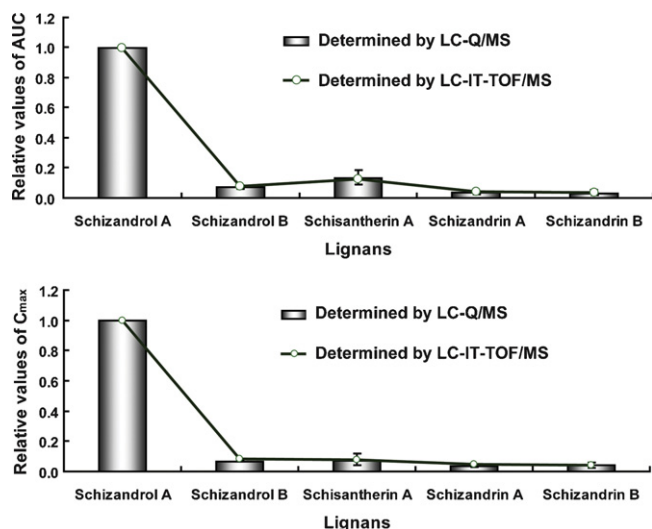 Relative values of AUC
1.2
1.0
0.8
0.6
0.4
0.2
0.0
Determined by LC-Q/MS
Determined by LC-IT-TOF/MS
Schizandrol A Schizandrol B Schisantherin A Schizandrin A Schizandrin B
Lignans
Relative values of Cmax
1.2
1.0
0.8
0.6
0.4
0.2
0.0
Determined by LC-Q/MS
Determined by LC-IT-TOF/MS
Schizandrol A Schizandrol B Schisantherin A Schizandrin A Schizandrin B
Lignans